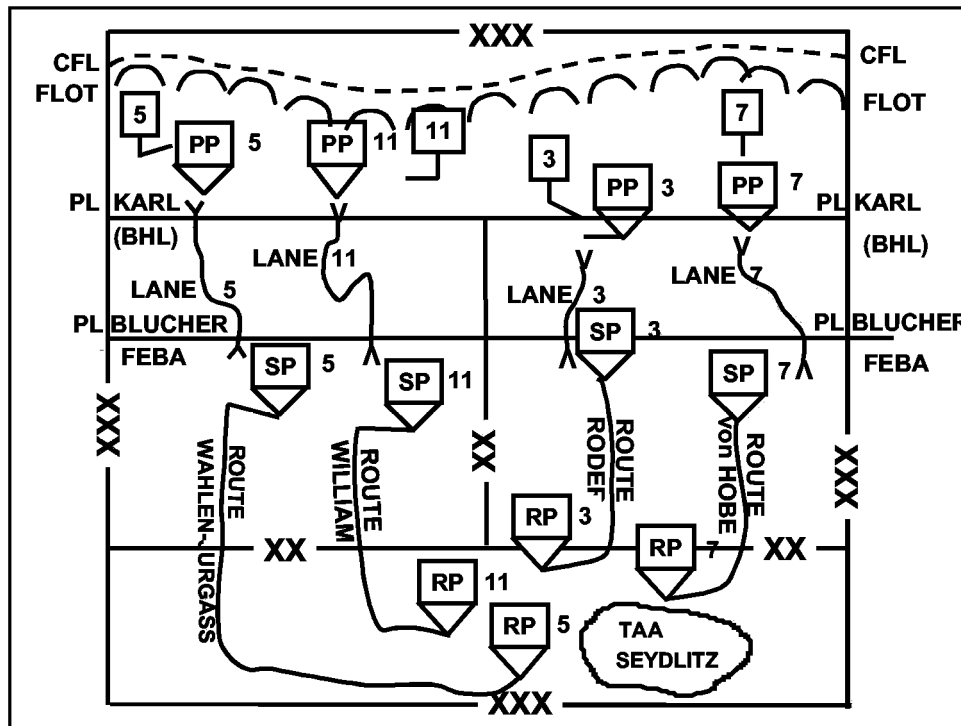 XXX
CFL
CFL
FLOT
FLOT
5
PP
5
PP
11
11
3
PP
3
7
PP
7
PL KARL
PL KARL
(BHL)
(BHL)
LANE 11
LANE 7
LANE 5
LANE 3
PL BLUCHER
PL BLUCHER
FEBA
FEBA
SP
5
SP
11
SP
3
SP
7
XXX
XX
XXX
ROUTE
WAHLEN-JURGASS
ROUTE
WILLIAM
ROUTE
RODEF
ROUTE
von HOBE
RP
3
XX
RP
7
XX
RP
11
RP
5
TAA
SEYDLITZ
XXX